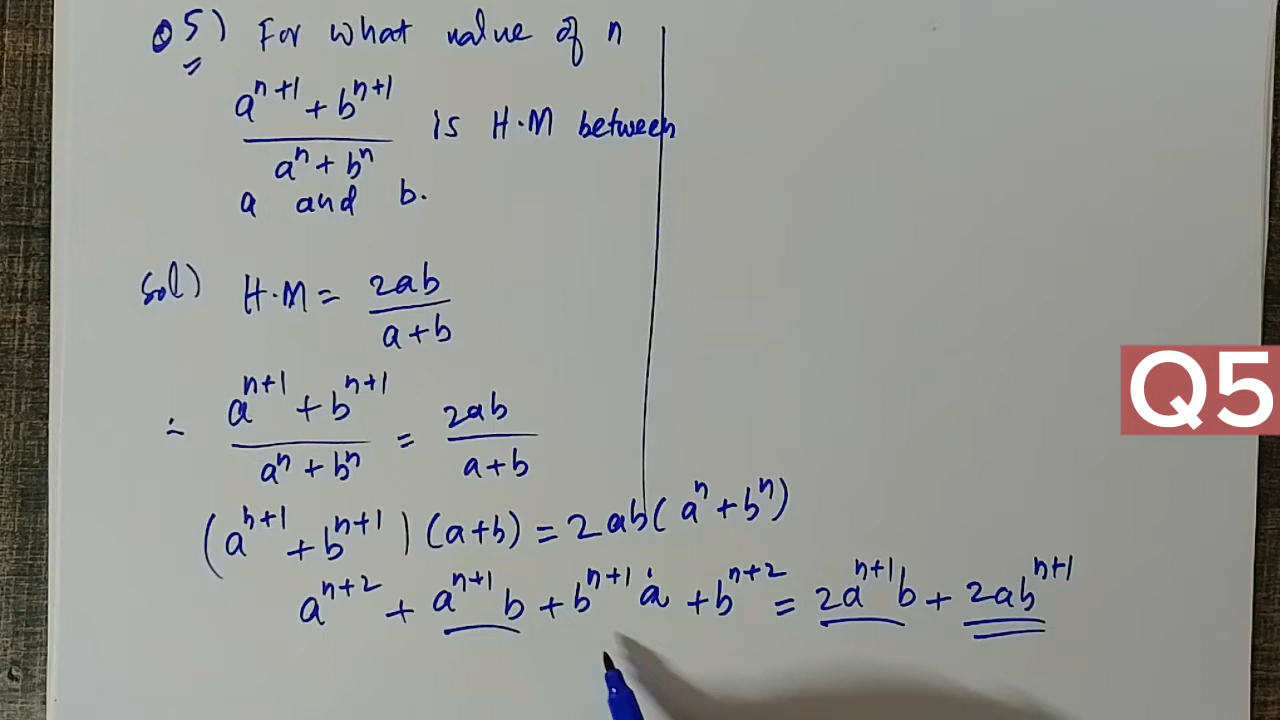 Q5) For what value of n
a^{n+1} + b^{n+1} / a^n + b^n is H.M between
a and b.
Sol) H.M = 2ab / a+b
∴ a^{n+1} + b^{n+1} / a^n + b^n = 2ab / a+b
(a^{n+1} + b^{n+1}) (a+b) = 2ab (a^n + b^n)
a^{n+2} + a^{n+1} b + b^{n+1} a + b^{n+2} = 2a^{n+1} b + 2ab^{n+1}
Q5